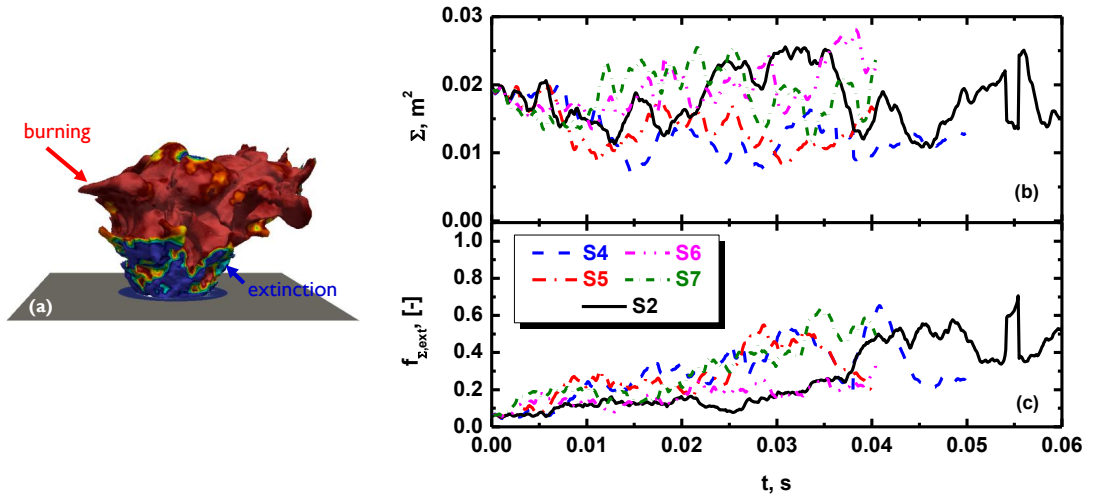 burning
extinction
(a)
0.03
0.02
0.01
0.00
Σ, m²
(b)
1.0
0.8
0.6
0.4
0.2
0.0
f_Σ,ext, [-]
S4 S6
S5 S7
S2
(c)
0.00 0.01 0.02 0.03 0.04 0.05 0.06
t, s